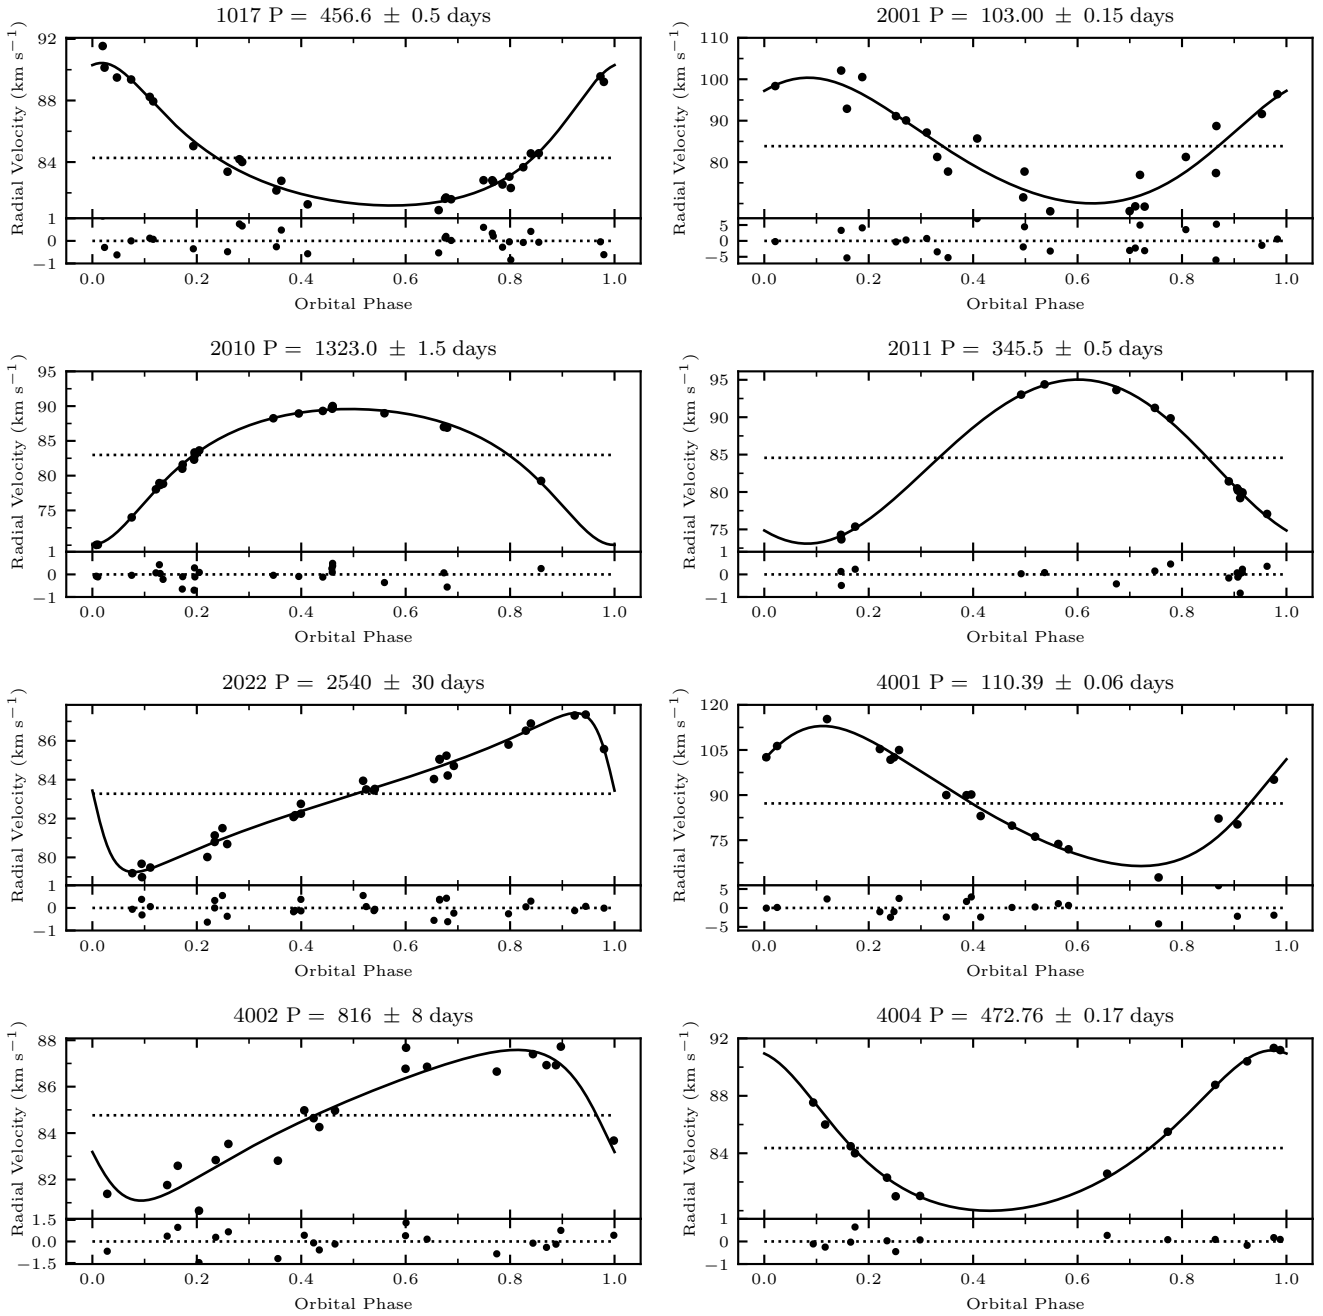 1017 P = 456.6 ± 0.5 days
Radial Velocity (km s⁻¹)
92
88
84
1
0
−1
0.0 0.2 0.4 0.6 0.8 1.0
Orbital Phase
2001 P = 103.00 ± 0.15 days
Radial Velocity (km s⁻¹)
110
100
90
80
5
0
−5
0.0 0.2 0.4 0.6 0.8 1.0
Orbital Phase
2010 P = 1323.0 ± 1.5 days
Radial Velocity (km s⁻¹)
95
90
85
80
75
1
0
−1
0.0 0.2 0.4 0.6 0.8 1.0
Orbital Phase
2011 P = 345.5 ± 0.5 days
Radial Velocity (km s⁻¹)
95
90
85
80
75
1
0
−1
0.0 0.2 0.4 0.6 0.8 1.0
Orbital Phase
2022 P = 2540 ± 30 days
Radial Velocity (km s⁻¹)
86
84
82
80
1
0
−1
0.0 0.2 0.4 0.6 0.8 1.0
Orbital Phase
4001 P = 110.39 ± 0.06 days
Radial Velocity (km s⁻¹)
120
105
90
75
5
0
−5
0.0 0.2 0.4 0.6 0.8 1.0
Orbital Phase
4002 P = 816 ± 8 days
Radial Velocity (km s⁻¹)
88
86
84
82
1.5
0.0
−1.5
0.0 0.2 0.4 0.6 0.8 1.0
Orbital Phase
4004 P = 472.76 ± 0.17 days
Radial Velocity (km s⁻¹)
92
88
84
1
0
−1
0.0 0.2 0.4 0.6 0.8 1.0
Orbital Phase